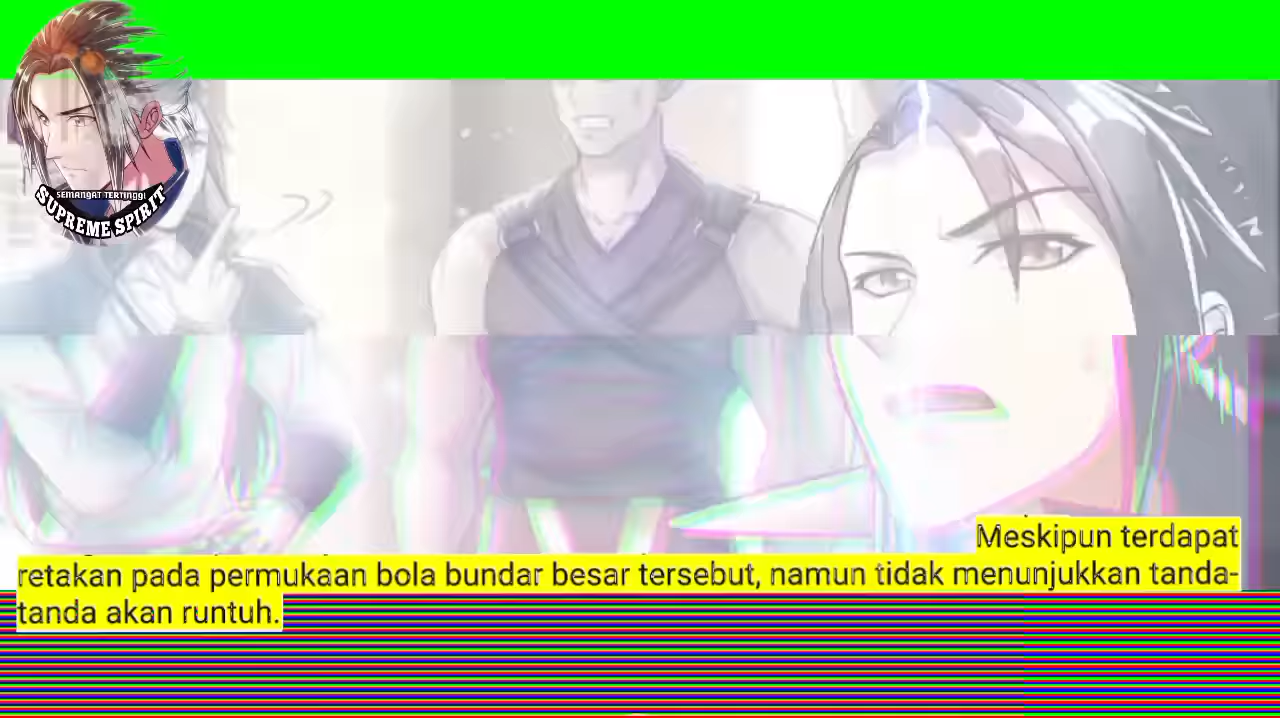 SEMANGAT TERTINGGI
SUPREME SPIRIT
Meskipun terdapat
retakan pada permukaan bola bundar besar tersebut, namun tidak menunjukkan tanda-
tanda akan runtuh.